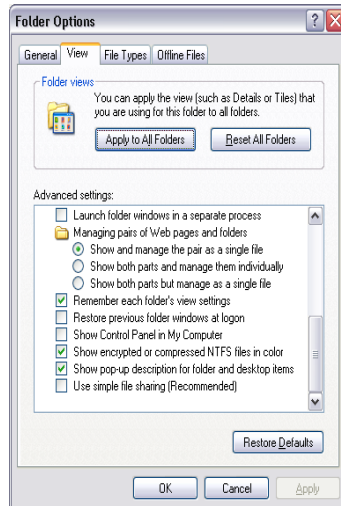 Folder Options
General View File Types Offline Files
Folder views
You can apply the view (such as Details or Tiles) that
you are using for this folder to all folders.
Apply to All Folders Reset All Folders
Advanced settings:
Launch folder windows in a separate process
Managing pairs of Web pages and folders
Show and manage the pair as a single file
Show both parts and manage them individually
Show both parts but manage as a single file
Remember each folder's view settings
Restore previous folder windows at logon
Show Control Panel in My Computer
Show encrypted or compressed NTFS files in color
Show pop-up description for folder and desktop items
Use simple file sharing (Recommended)
Restore Defaults
OK Cancel Apply